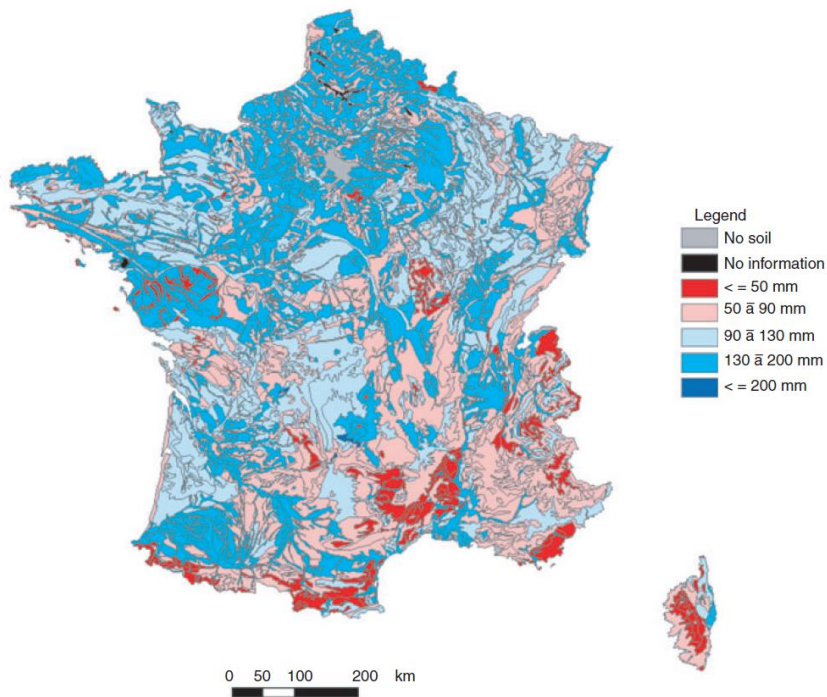 Legend
No soil
No information
< = 50 mm
50 ā 90 mm
90 ā 130 mm
130 ā 200 mm
< = 200 mm
0 50 100 200 km